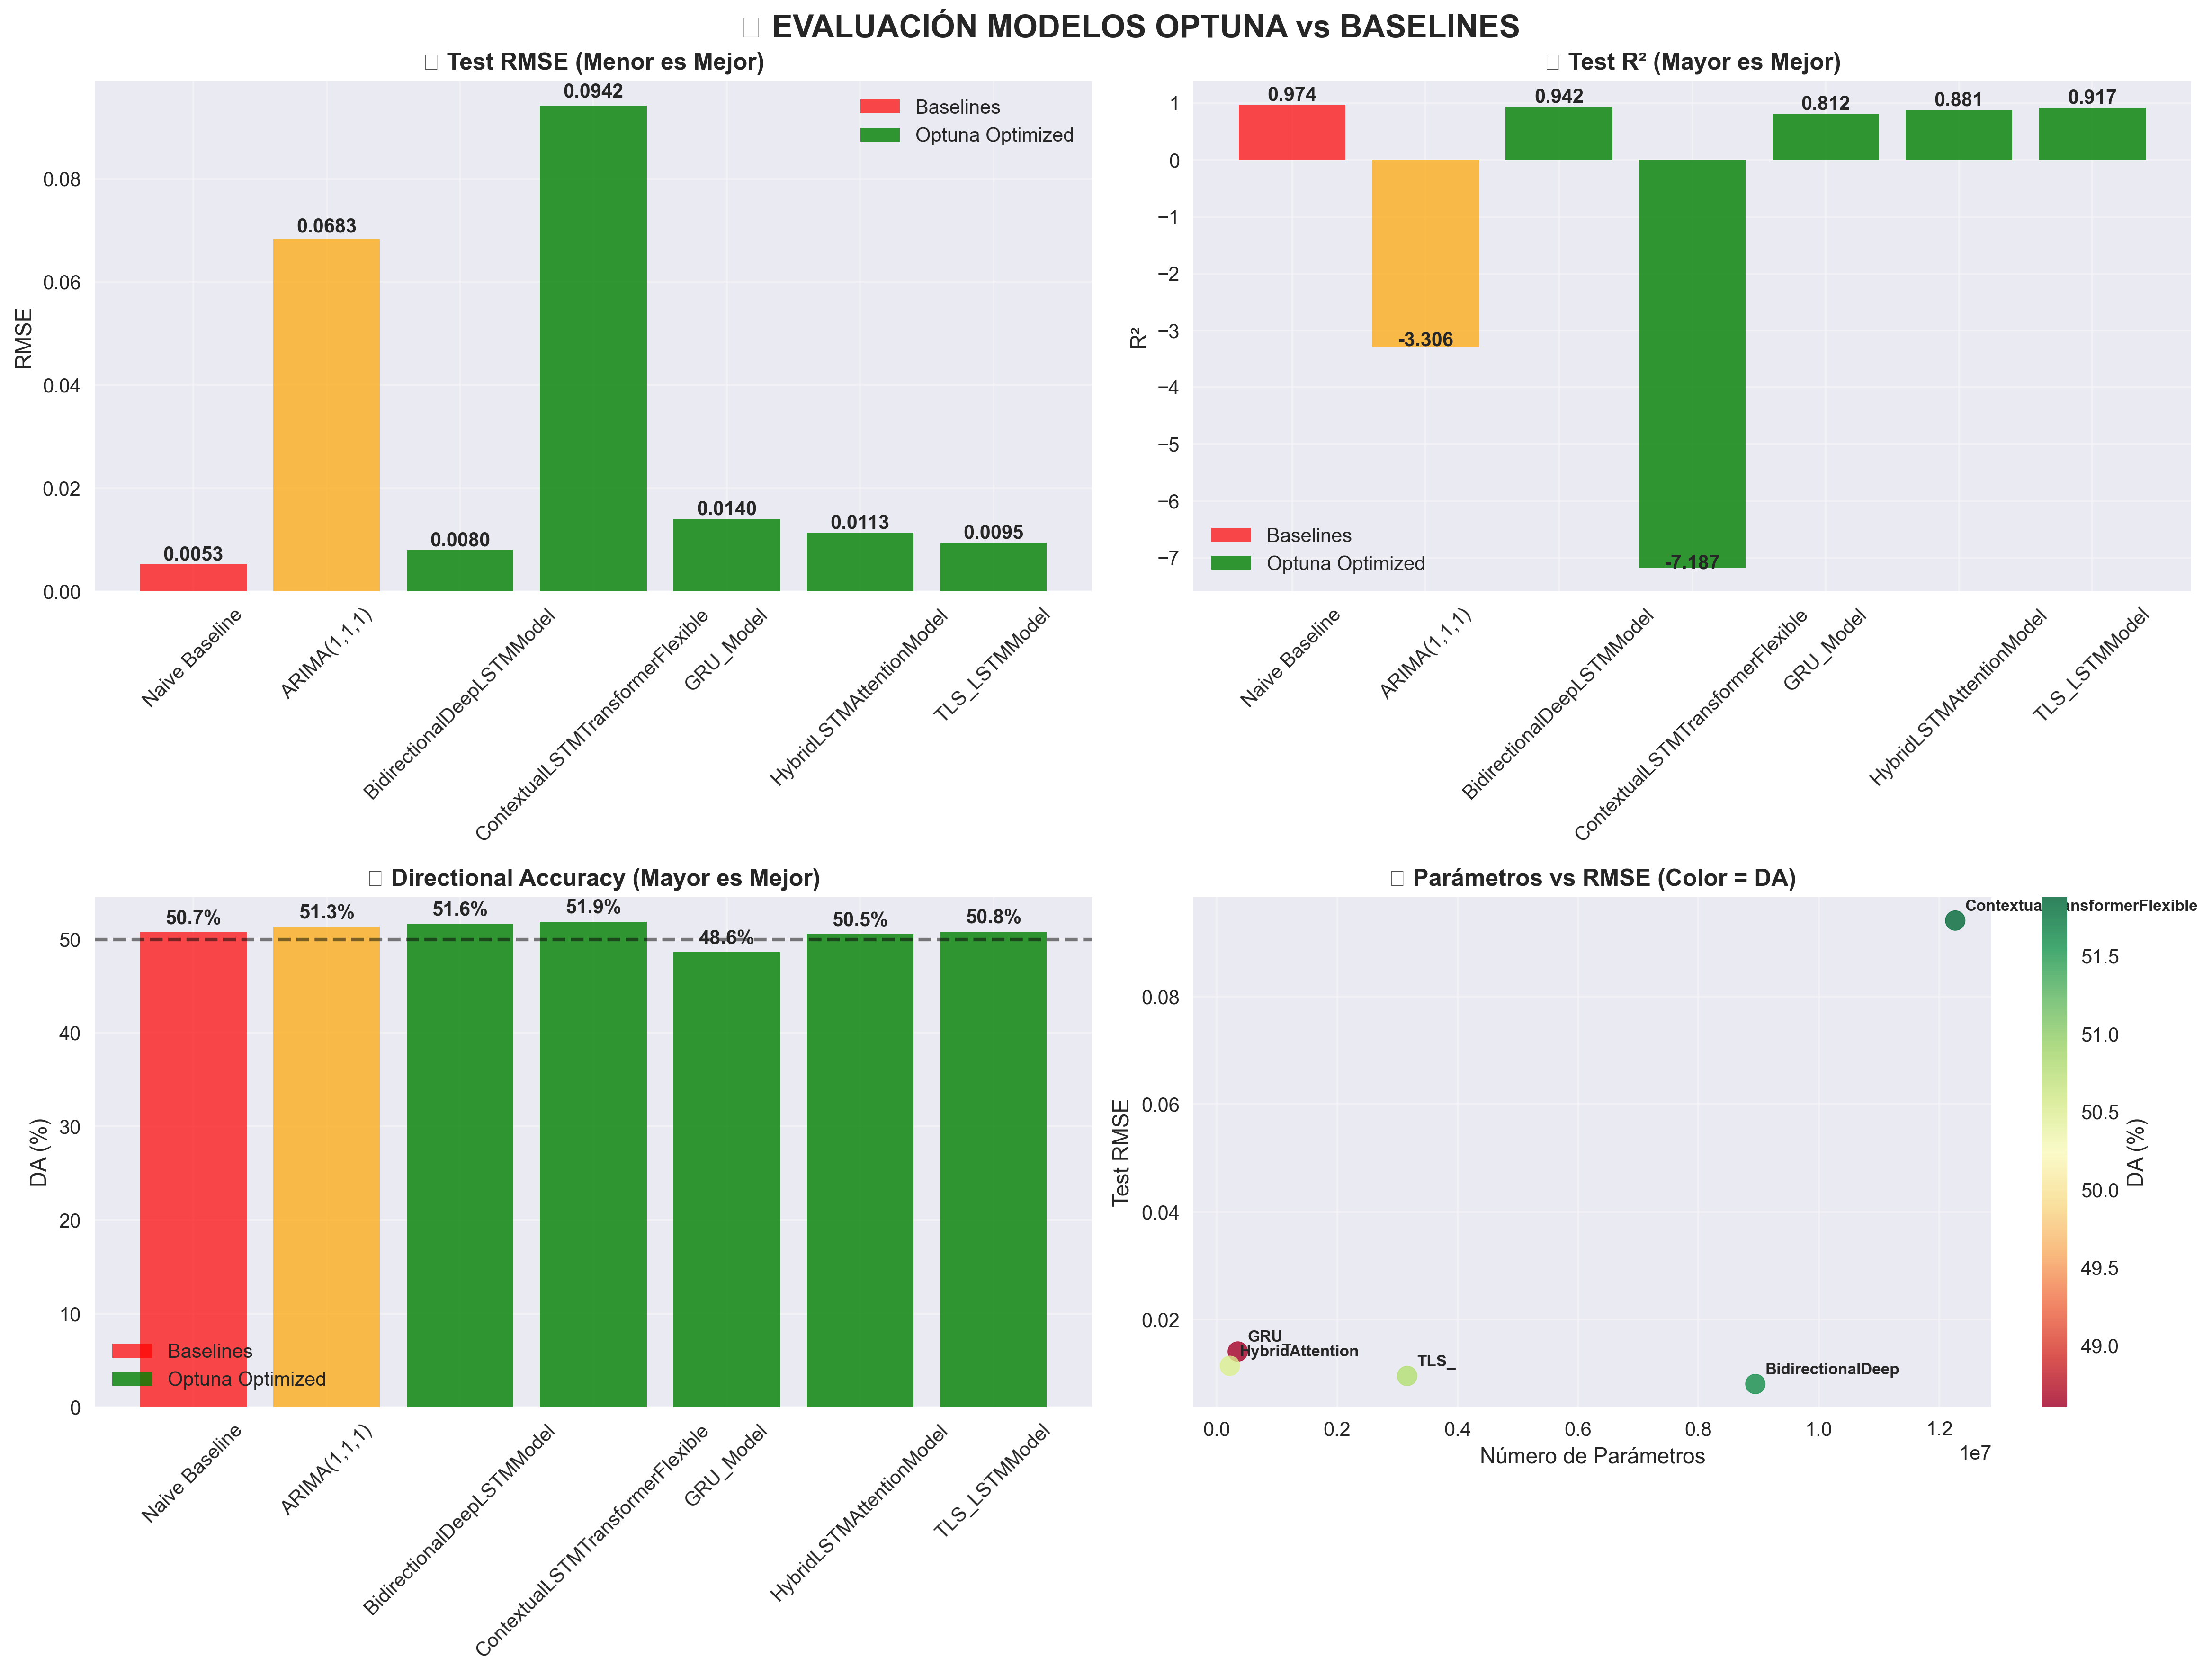 EVALUACIÓN MODELOS OPTUNA vs BASELINES
Test RMSE (Menor es Mejor)
RMSE
0.08
0.06
0.04
0.02
0.00
0.0053
0.0683
0.0080
0.0942
0.0140
0.0113
0.0095
Baselines
Optuna Optimized
Naive Baseline
ARIMA(1,1,1)
BidirectionalDeepLSTMModel
ContextualLSTMTransformerFlexible
GRU_Model
HybridLSTMAttentionModel
TLS_LSTMModel
Test R² (Mayor es Mejor)
R²
1
0
−1
−2
−3
−4
−5
−6
−7
0.974
-3.306
0.942
-7.187
0.812
0.881
0.917
Baselines
Optuna Optimized
Naive Baseline
ARIMA(1,1,1)
BidirectionalDeepLSTMModel
ContextualLSTMTransformerFlexible
GRU_Model
HybridLSTMAttentionModel
TLS_LSTMModel
Directional Accuracy (Mayor es Mejor)
DA (%)
50
40
30
20
10
0
50.7%
51.3%
51.6%
51.9%
48.6%
50.5%
50.8%
Baselines
Optuna Optimized
Naive Baseline
ARIMA(1,1,1)
BidirectionalDeepLSTMModel
ContextualLSTMTransformerFlexible
GRU_Model
HybridLSTMAttentionModel
TLS_LSTMModel
Parámetros vs RMSE (Color = DA)
Test RMSE
0.08
0.06
0.04
0.02
GRU_
HybridAttention
TLS_
BidirectionalDeep
0.0
0.2
0.4
0.6
0.8
1.0
1.2
1e7
Número de Parámetros
51.5
51.0
50.5
50.0
49.5
49.0
DA (%)